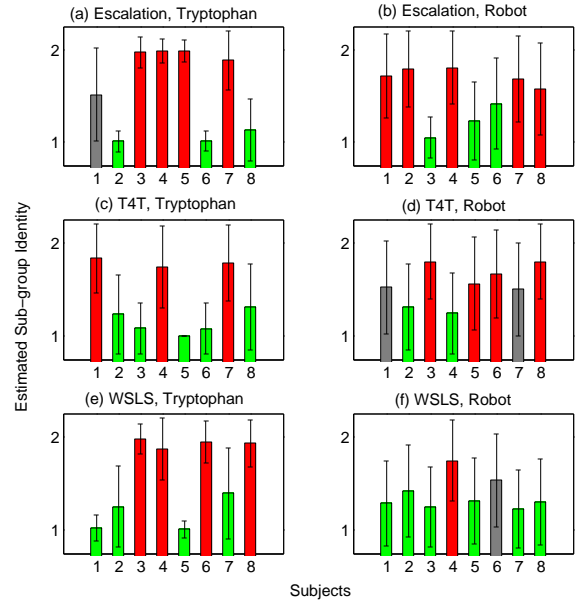 (a) Escalation, Tryptophan
(b) Escalation, Robot
2
1
1 2 3 4 5 6 7 8
2
1
1 2 3 4 5 6 7 8
(c) T4T, Tryptophan
(d) T4T, Robot
2
1
1 2 3 4 5 6 7 8
2
1
1 2 3 4 5 6 7 8
(e) WSLS, Tryptophan
(f) WSLS, Robot
2
1
1 2 3 4 5 6 7 8
2
1
1 2 3 4 5 6 7 8
Estimated Sub−group Identity
Subjects